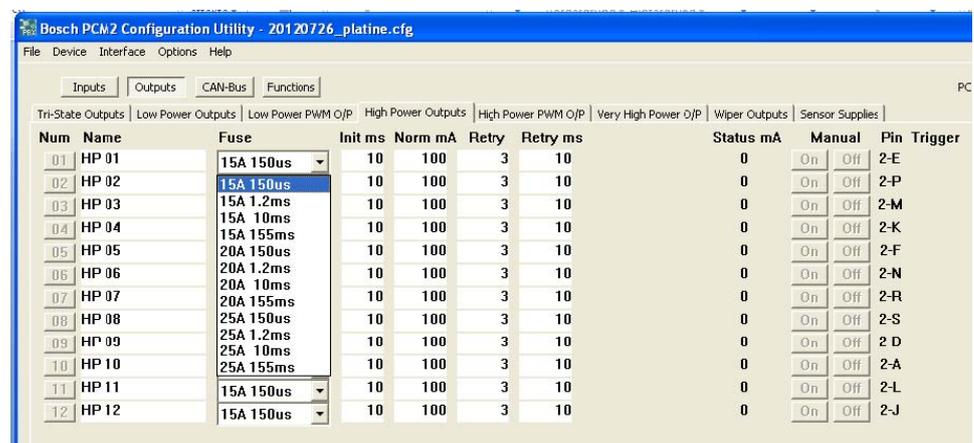 Bosch PCM2 Configuration Utility - 20120726_platine.cfg
File Device Interface Options Help
Inputs Outputs CAN-Bus Functions PC
Tri-State Outputs Low Power Outputs Low Power PWM O/P High Power Outputs High Power PWM O/P Very High Power O/P Wiper Outputs Sensor Supplies
Num Name Fuse Init ms Norm mA Retry Retry ms Status mA Manual Pin Trigger
01 HP 01 15A 150us 10 100 3 10 0 On Off 2-E
02 HP 02 15A 150us 10 100 3 10 0 On Off 2-P
03 HP 03 15A 1.2ms 10 100 3 10 0 On Off 2-M
15A 10ms
04 HP 04 15A 155ms 10 100 3 10 0 On Off 2-K
05 HP 05 20A 150us 10 100 3 10 0 On Off 2-F
06 HP 06 20A 1.2ms 10 100 3 10 0 On Off 2-N
20A 10ms
07 HP 07 20A 155ms 10 100 3 10 0 On Off 2-R
08 HP 08 25A 150us 10 100 3 10 0 On Off 2-S
09 HP 09 25A 1.2ms 10 100 3 10 0 On Off 2 D
25A 10ms
10 HP 10 25A 155ms 10 100 3 10 0 On Off 2-A
11 HP 11 15A 150us 10 100 3 10 0 On Off 2-L
12 HP 12 15A 150us 10 100 3 10 0 On Off 2-J